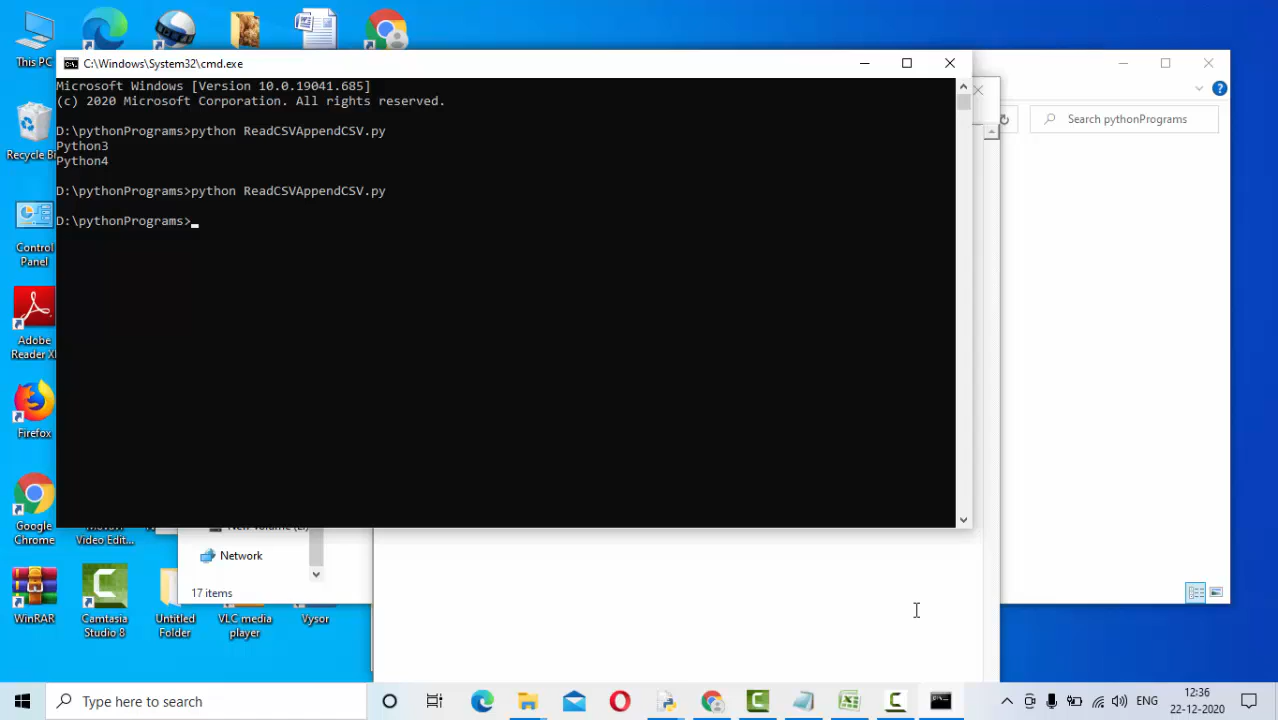 This PC
C:\Windows\System32\cmd.exe
Microsoft Windows [Version 10.0.19041.685]
(c) 2020 Microsoft Corporation. All rights reserved.
D:\pythonPrograms>python ReadCSVAppendCSV.py
Python3
Python4
D:\pythonPrograms>python ReadCSVAppendCSV.py
D:\pythonPrograms>
Search pythonPrograms
Recycle Bi
Control
Panel
Adobe
Reader X
Firefox
Google
Chrome
Video Edit...
Network
17 items
WinRAR
Camtasia
Studio 8
Untitled
Folder
VLC media
player
Vysor
Type here to search
ENG
12:36
22-12-2020